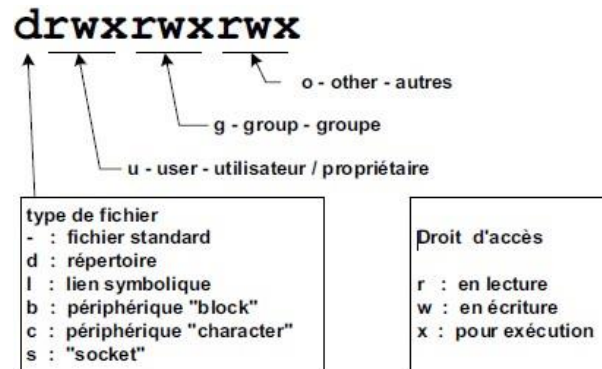 drwxrwxrwx
o - other - autres
g - group - groupe
u - user - utilisateur / propriétaire
type de fichier
- : fichier standard
d : répertoire
l : lien symbolique
b : périphérique "block"
c : périphérique "character"
s : "socket"
Droit d'accès
r : en lecture
w : en écriture
x : pour exécution